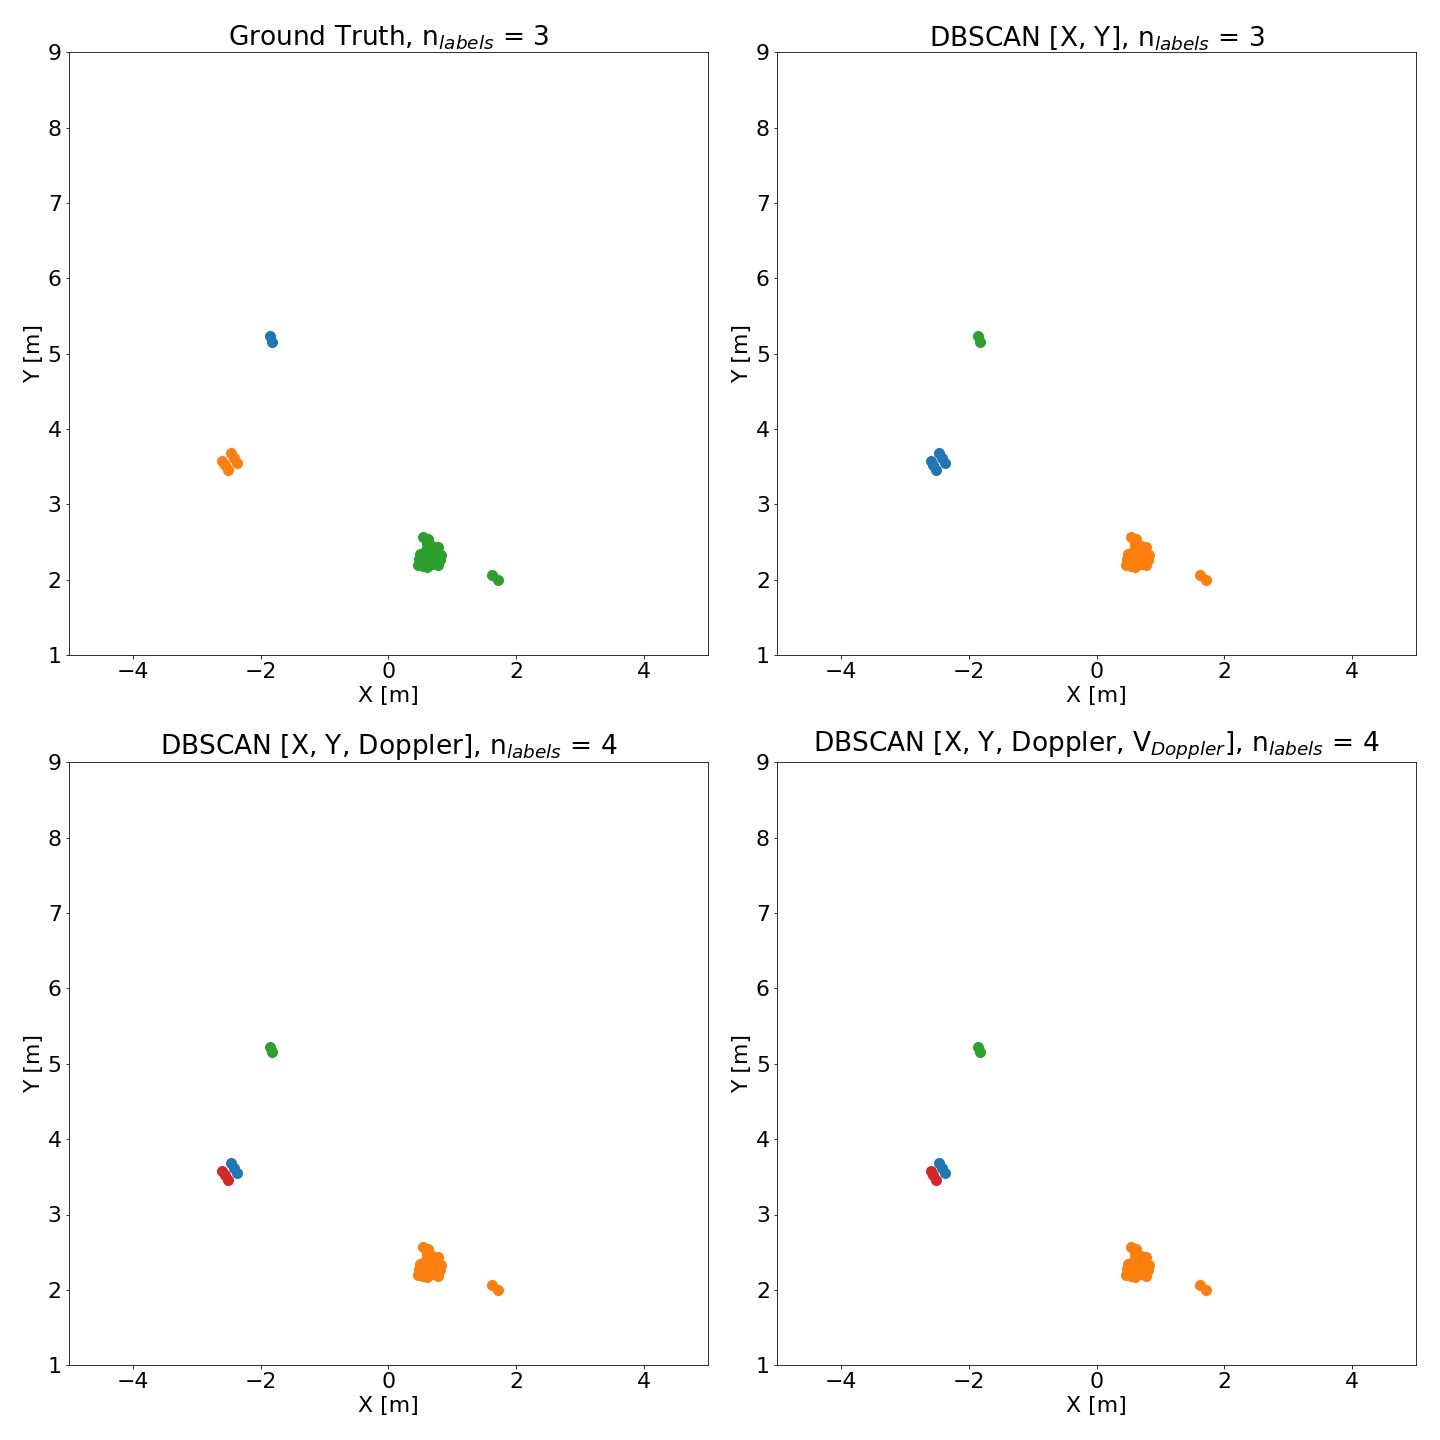 Ground Truth, n_labels = 3
9
8
7
6
5
4
3
2
1
Y [m]
−4 −2 0 2 4
X [m]
DBSCAN [X, Y], n_labels = 3
9
8
7
6
5
4
3
2
1
Y [m]
−4 −2 0 2 4
X [m]
DBSCAN [X, Y, Doppler], n_labels = 4
9
8
7
6
5
4
3
2
1
Y [m]
−4 −2 0 2 4
X [m]
DBSCAN [X, Y, Doppler, V_Doppler], n_labels = 4
9
8
7
6
5
4
3
2
1
Y [m]
−4 −2 0 2 4
X [m]